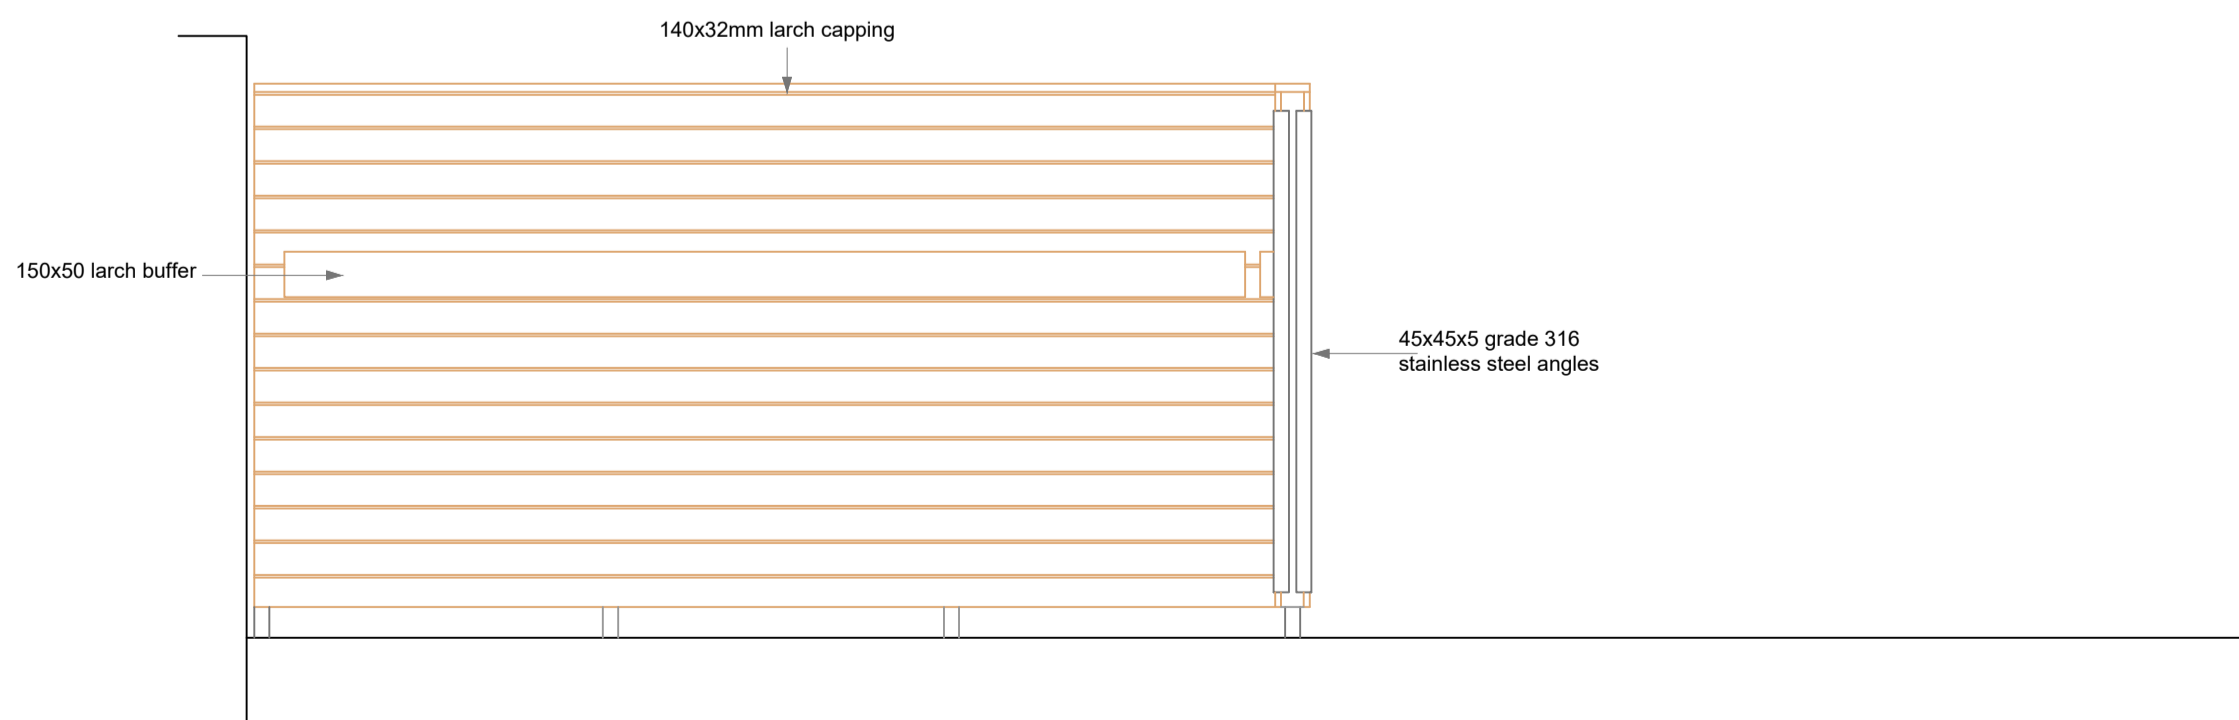 140x32mm larch capping
150x50 larch buffer
45x45x5 grade 316
stainless steel angles